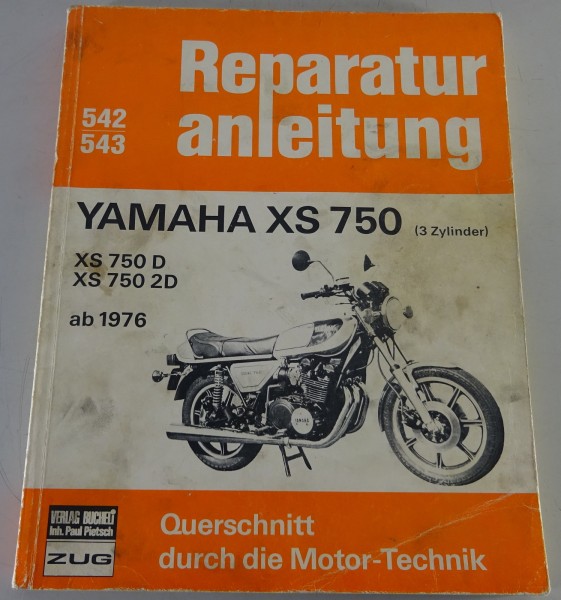 Reparatur
anleitung
542
543
YAMAHA XS 750 (3 Zylinder)
XS 750 D
XS 750 2D
ab 1976
VERLAG BUCHELI
Inh. Paul Pietsch
ZUG
Querschnitt
durch die Motor-Technik
YAMAHA